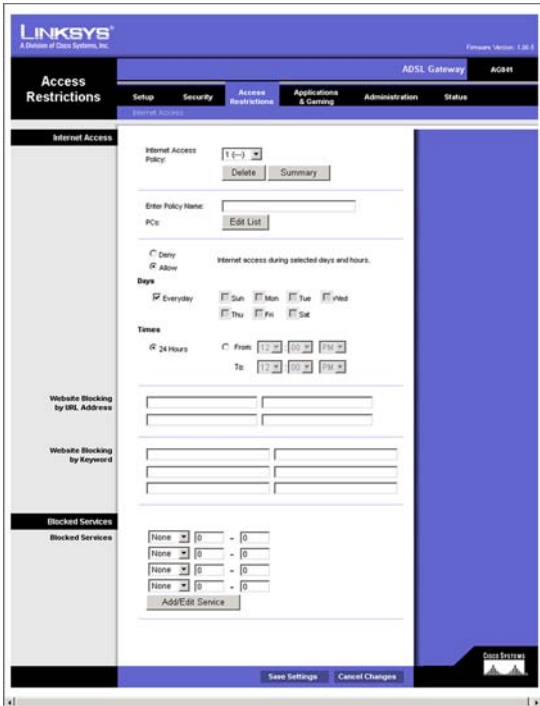 LINKSYS®
A Division of Cisco Systems, Inc.
Firmware Version: 1.00.5
ADSL Gateway AG041
Access Restrictions
Setup Security Access Restrictions Applications & Gaming Administration Status
Internet Access
Internet Access
Internet Access Policy: 1 (---)
Delete Summary
Enter Policy Name:
PCs: Edit List
Deny
Allow
Internet access during selected days and hours.
Days
Everyday Sun Mon Tue Wed
Thu Fri Sat
Times
24 Hours From: 12 : 00 PM
To: 12 : 00 PM
Website Blocking by URL Address
Website Blocking by Keyword
Blocked Services
Blocked Services
None 0 - 0
None 0 - 0
None 0 - 0
None 0 - 0
Add/Edit Service
Save Settings Cancel Changes
CISCO SYSTEMS